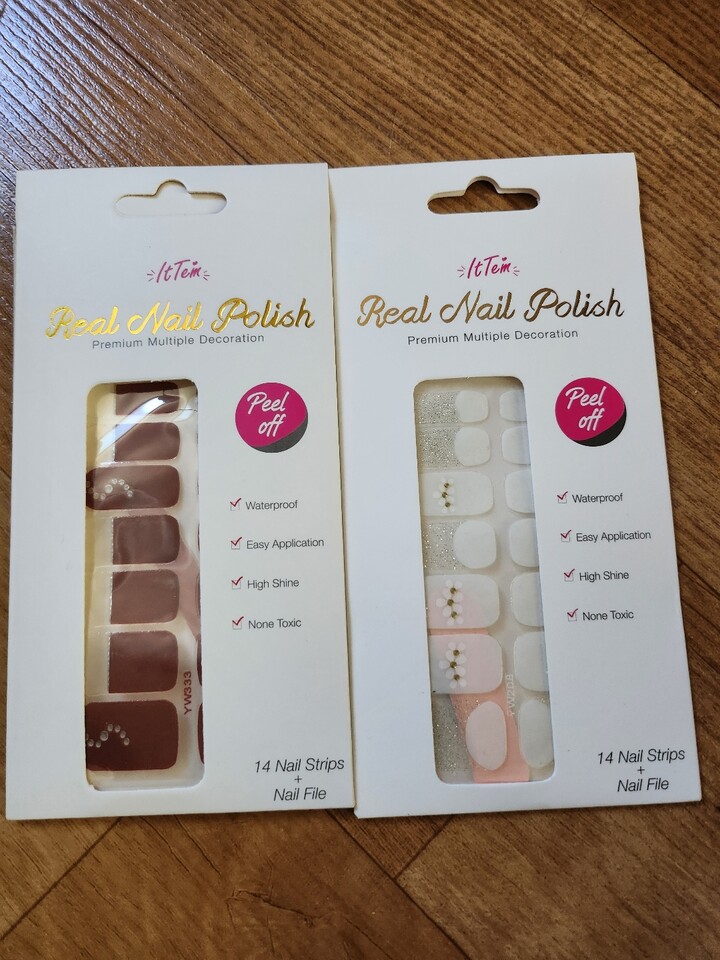 ItTem
Real Nail Polish
Premium Multiple Decoration
Peel
off
Waterproof
Easy Application
High Shine
None Toxic
YW333
14 Nail Strips
+
Nail File
ItTem
Real Nail Polish
Premium Multiple Decoration
Peel
off
Waterproof
Easy Application
High Shine
None Toxic
14 Nail Strips
+
Nail File